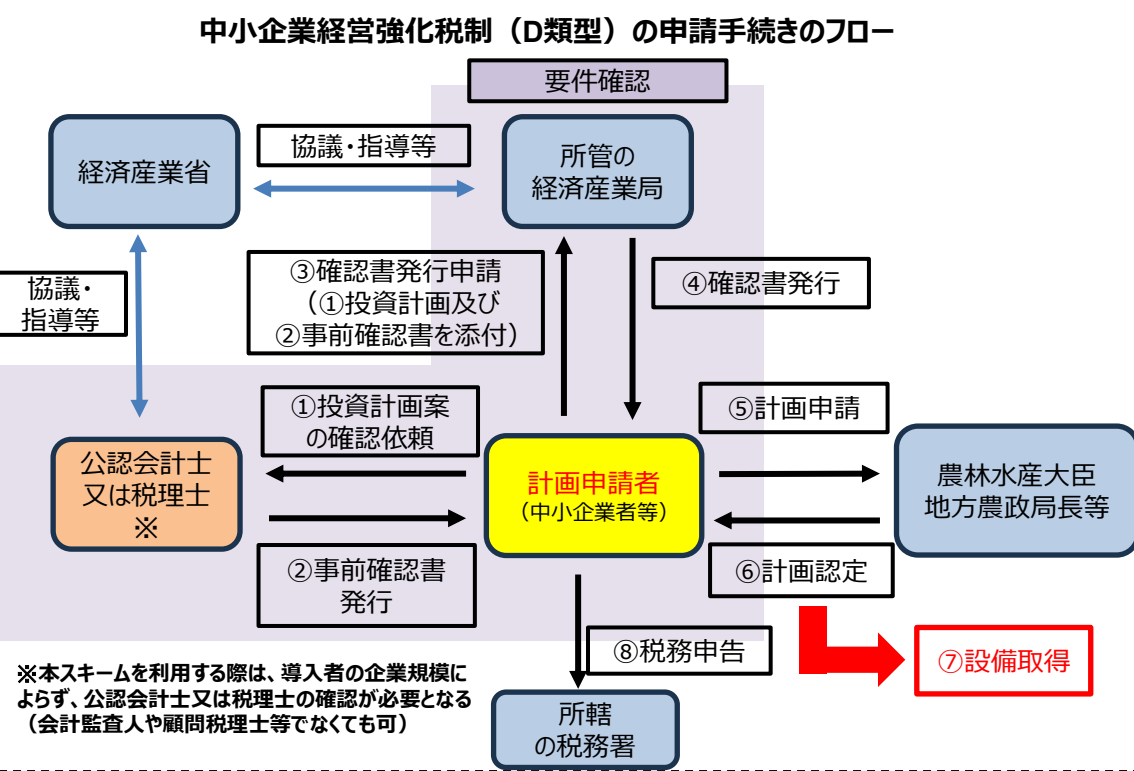 中小企業経営強化税制（D類型）の申請手続きのフロー
要件確認
経済産業省
協議・指導等
所管の
経済産業局
協議・
指導等
③確認書発行申請
（①投資計画及び
②事前確認書を添付）
④確認書発行
①投資計画案
の確認依頼
⑤計画申請
公認会計士
又は税理士
※
計画申請者
（中小企業者等）
農林水産大臣
地方農政局長等
②事前確認書
発行
⑥計画認定
⑧税務申告
⑦設備取得
※本スキームを利用する際は、導入者の企業規模に
よらず、公認会計士又は税理士の確認が必要となる
（会計監査人や顧問税理士等でなくても可）
所轄
の税務署